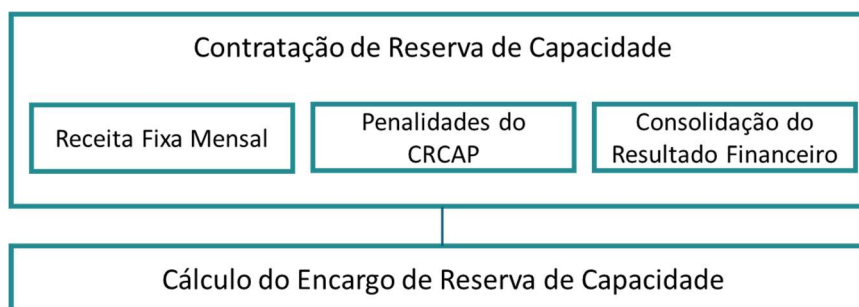 Contratação de Reserva de Capacidade
Receita Fixa Mensal
Penalidades do
CRCAP
Consolidação do
Resultado Financeiro
Cálculo do Encargo de Reserva de Capacidade